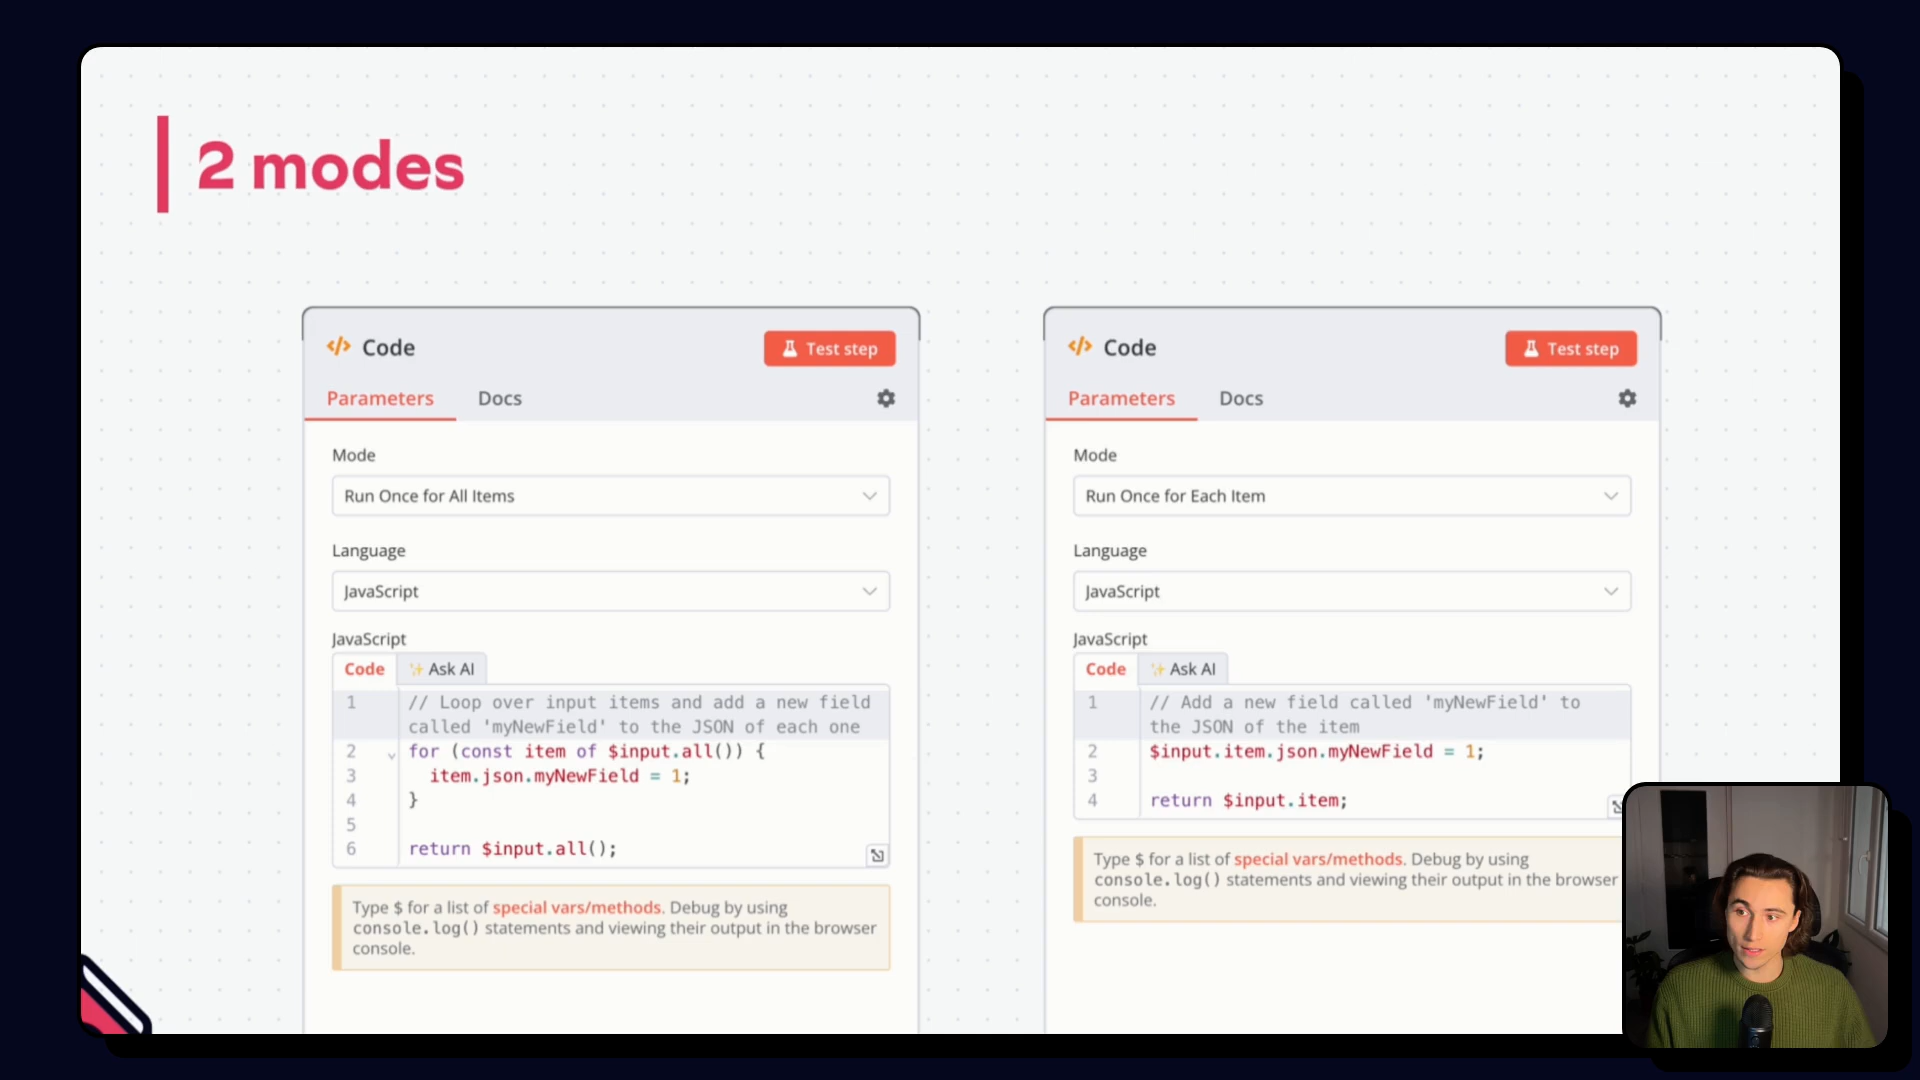 2 modes
Code
Test step
Parameters
Docs
Mode
Run Once for All Items
Language
JavaScript
JavaScript
Code
✨ Ask AI
1 // Loop over input items and add a new field
called 'myNewField' to the JSON of each one
2 for (const item of $input.all()) {
3 item.json.myNewField = 1;
4 }
5
6 return $input.all();
Type $ for a list of special vars/methods. Debug by using
console.log() statements and viewing their output in the browser
console.
Code
Test step
Parameters
Docs
Mode
Run Once for Each Item
Language
JavaScript
JavaScript
Code
✨ Ask AI
1 // Add a new field called 'myNewField' to
the JSON of the item
2 $input.item.json.myNewField = 1;
3
4 return $input.item;
Type $ for a list of special vars/methods. Debug by using
console.log() statements and viewing their output in the browser
console.